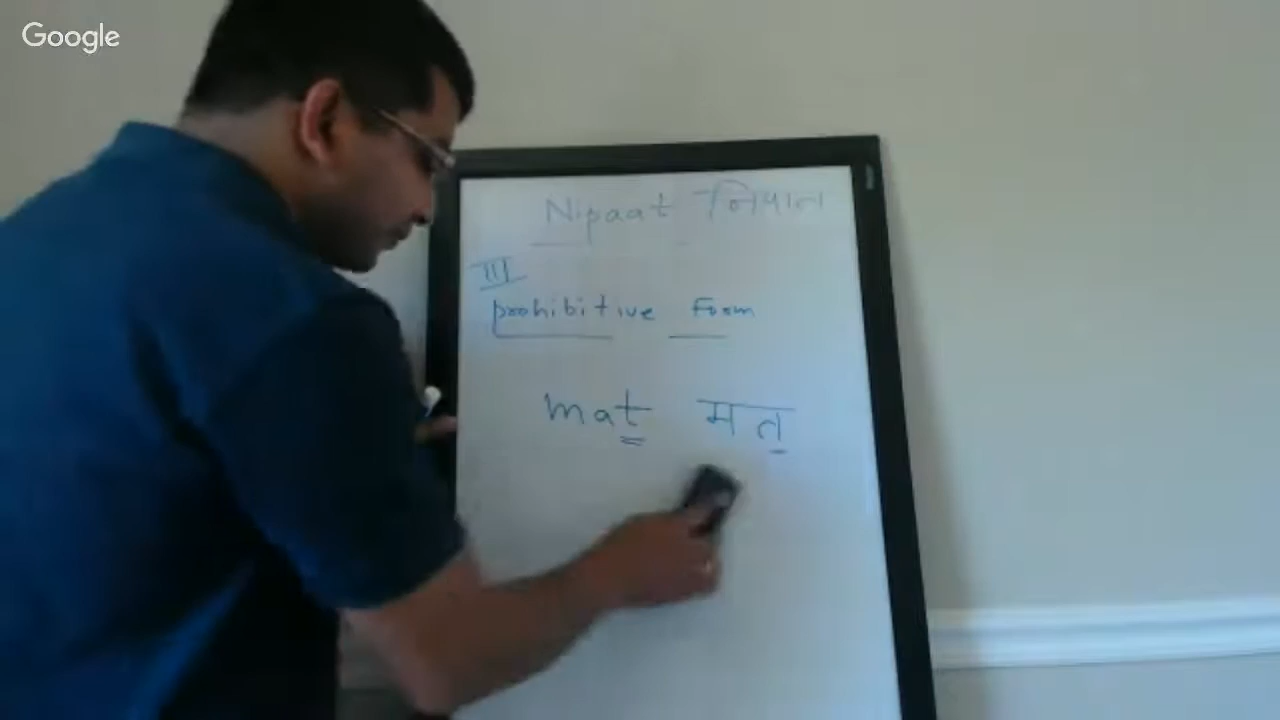 Google
Nipaat निपात
III
prohibitive Form
mat मत